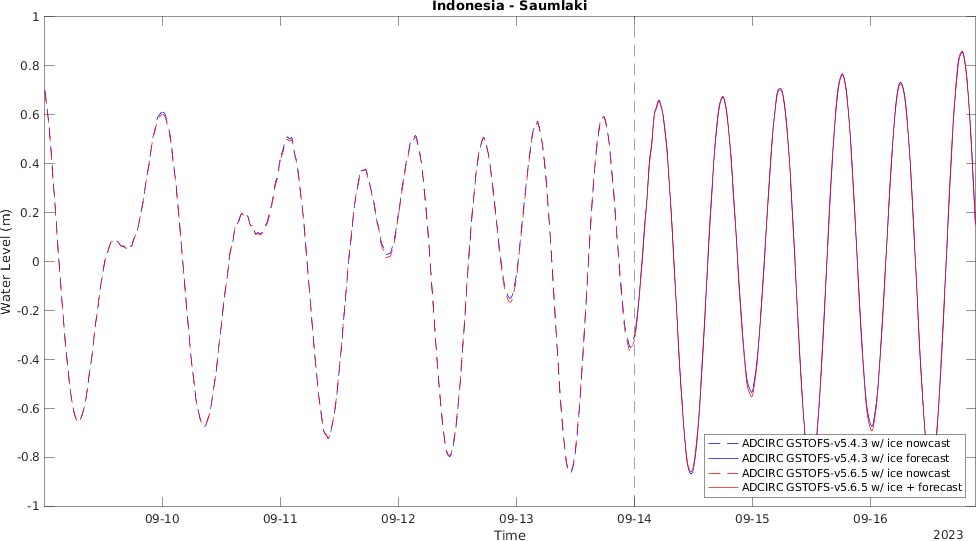 Indonesia - Saumlaki
1
0.8
0.6
0.4
0.2
0
-0.2
-0.4
-0.6
-0.8
-1
Water Level (m)
09-10 09-11 09-12 09-13 09-14 09-15 09-16
Time
2023
ADCIRC GSTOFS-v5.4.3 w/ ice nowcast
ADCIRC GSTOFS-v5.4.3 w/ ice forecast
ADCIRC GSTOFS-v5.6.5 w/ ice nowcast
ADCIRC GSTOFS-v5.6.5 w/ ice + forecast